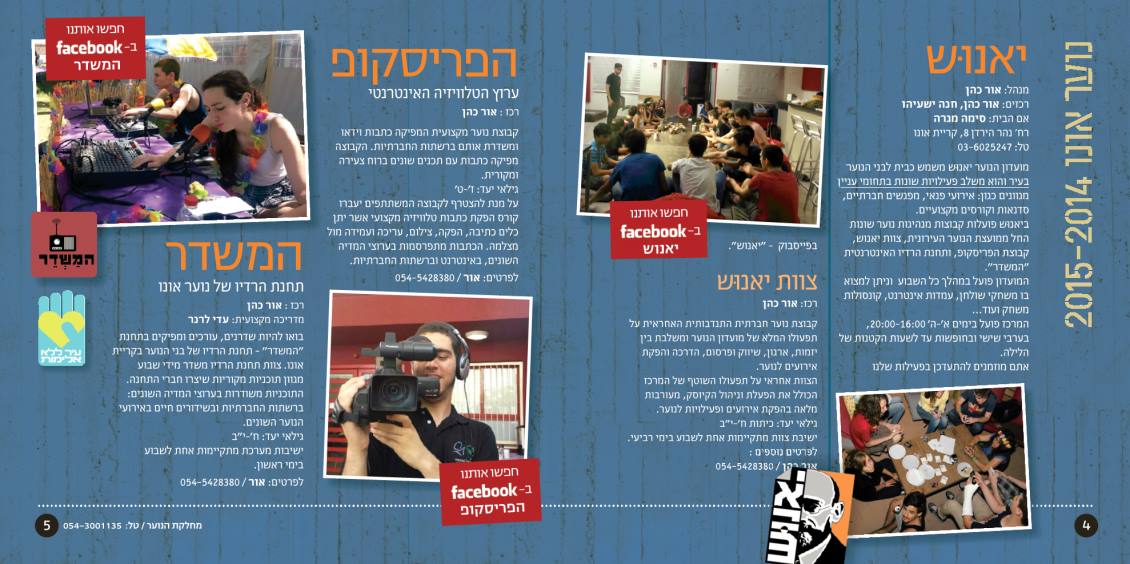 נוער אונו 2014-2015
יאנוּש
מנהל: אור כהן
רכזים: אור כהן, חנה ישעיהו
אם הבית: סימה מנרה
רח' נהר הירדן 8, קריית אונו
טל: 03-6025247
מועדון הנוער יאנוש משמש כבית לבני הנוער
בעיר והוא משלב פעילויות שונות בתחומי עניין
מגוונים כגון: אירועי פנאי, מפגשים חברתיים,
סדנאות וקורסים מקצועיים.
ביאנוש פועלות קבוצות מנהיגות נוער שונות
החל ממועצת הנוער העירונית, צוות יאנוש,
קבוצת הפריסקופ, ותחנת הרדיו האינטרנטית
"המשדר".
המועדון פועל במהלך כל השבוע וניתן למצוא
בו משחקי שולחן, עמדות אינטרנט, קונסולות
משחק ועוד...
המרכז פועל בימים א'-ה' 16:00-20:00,
בערבי שישי ובחופשות עד לשעות הקטנות של
הלילה.
אתם מוזמנים להתעדכן בפעילות שלנו
בפייסבוק - "יאנוש".
חפשו אותנו
ב-facebook
יאנוש
צוות יאנוש
רכז: אור כהן
קבוצת נוער חברתית התנדבותית האחראית על
תפעולו המלא של מועדון הנוער ומשלבת בין
יזמות, ארגון, שיווק ופרסום, הדרכה והפקת
אירועים לנוער.
הצוות אחראי על תפעולו השוטף של המרכז
הכולל את הפעלת וניהול הקיוסק, מעורבות
מלאה בהפקת אירועים ופעילויות לנוער.
גילאי יעד: כיתות ח'-י"ב
ישיבת צוות מתקיימות אחת לשבוע בימי רביעי.
לפרטים נוספים :
אור כהן / 054-5428380
יאנוש
4
הפריסקופ
ערוץ הטלוויזיה האינטרנטי
רכז : אור כהן
קבוצת נוער מקצועית המפיקה כתבות וידאו
ומשדרת אותם ברשתות החברתיות. הקבוצה
מפיקה כתבות עם תכנים שונים ברוח צעירה
ומקורית.
גילאי יעד: ז'-ט'
על מנת להצטרף לקבוצה המשתתפים יעברו
קורס הפקת כתבות טלוויזיה מקצועי אשר יתן
כלים כתיבה, הפקה, צילום, עריכה ועמידה מול
מצלמה. הכתבות מתפרסמות בערוצי המדיה
השונים, באינטרנט וברשתות החברתיות.
לפרטים: אור / 054-5428380
חפשו אותנו
ב-facebook
הפריסקופ
חפשו אותנו
ב-facebook
המשדר
המשדר
תחנת הרדיו של נוער אונו
רכז : אור כהן
מדריכה מקצועית: עדי לרנר
בואו להיות שדרנים, עורכים ומפיקים בתחנת
"המשדר" - תחנת הרדיו של בני הנוער בקריית
אונו. צוות תחנת הרדיו משדר מידי שבוע
מגוון תוכניות מקוריות שיצרו חברי התחנה.
התוכניות משודרות בערוצי המדיה השונים:
ברשתות החברתיות ובשידורים חיים באירועי
הנוער השונים.
גילאי יעד: ח'-י"ב
ישיבות מערכת מתקיימות אחת לשבוע
בימי ראשון.
לפרטים: אור / 054-5428380
המִשְׁדָר
עיר ללא
אלימות
מחלקת הנוער / טל: 054-3001135
5